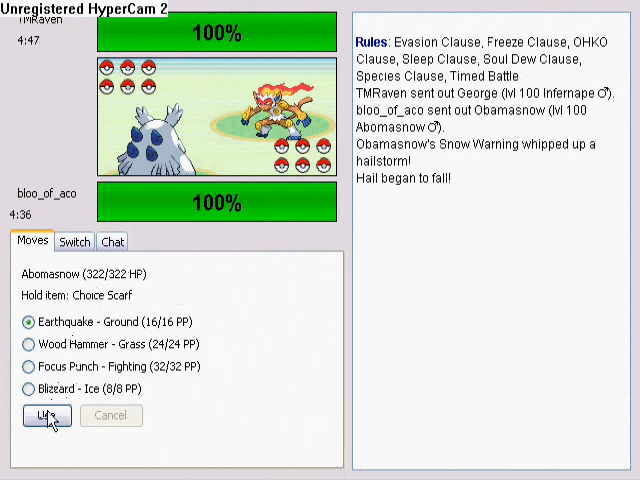 Unregistered HyperCam 2
TMRaven
4:47
100%
bloo_of_aco
4:36
100%
Moves Switch Chat
Abomasnow (322/322 HP)
Hold item: Choice Scarf
Earthquake - Ground (16/16 PP)
Wood Hammer - Grass (24/24 PP)
Focus Punch - Fighting (32/32 PP)
Blizzard - Ice (8/8 PP)
Cancel
Rules: Evasion Clause, Freeze Clause, OHKO
Clause, Sleep Clause, Soul Dew Clause,
Species Clause, Timed Battle
TMRaven sent out George (lvl 100 Infernape ♂).
bloo_of_aco sent out Obamasnow (lvl 100
Abomasnow ♂).
Obamasnow's Snow Warning whipped up a
hailstorm!
Hail began to fall!